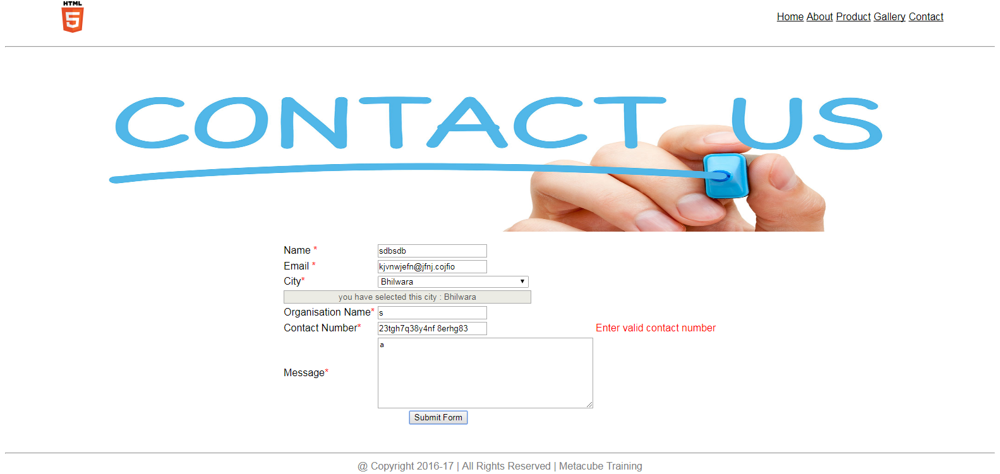 HTML
5
Home About Product Gallery Contact
CONTACT US
Name *
sdbsdb
Email *
kjvnwjefn@jfnj.cojfio
City*
Bhilwara
you have selected this city : Bhilwara
Organisation Name*
s
Contact Number*
23tgh7q38y4nf 8erhg83
Enter valid contact number
Message*
a
Submit Form
@ Copyright 2016-17 | All Rights Reserved | Metacube Training